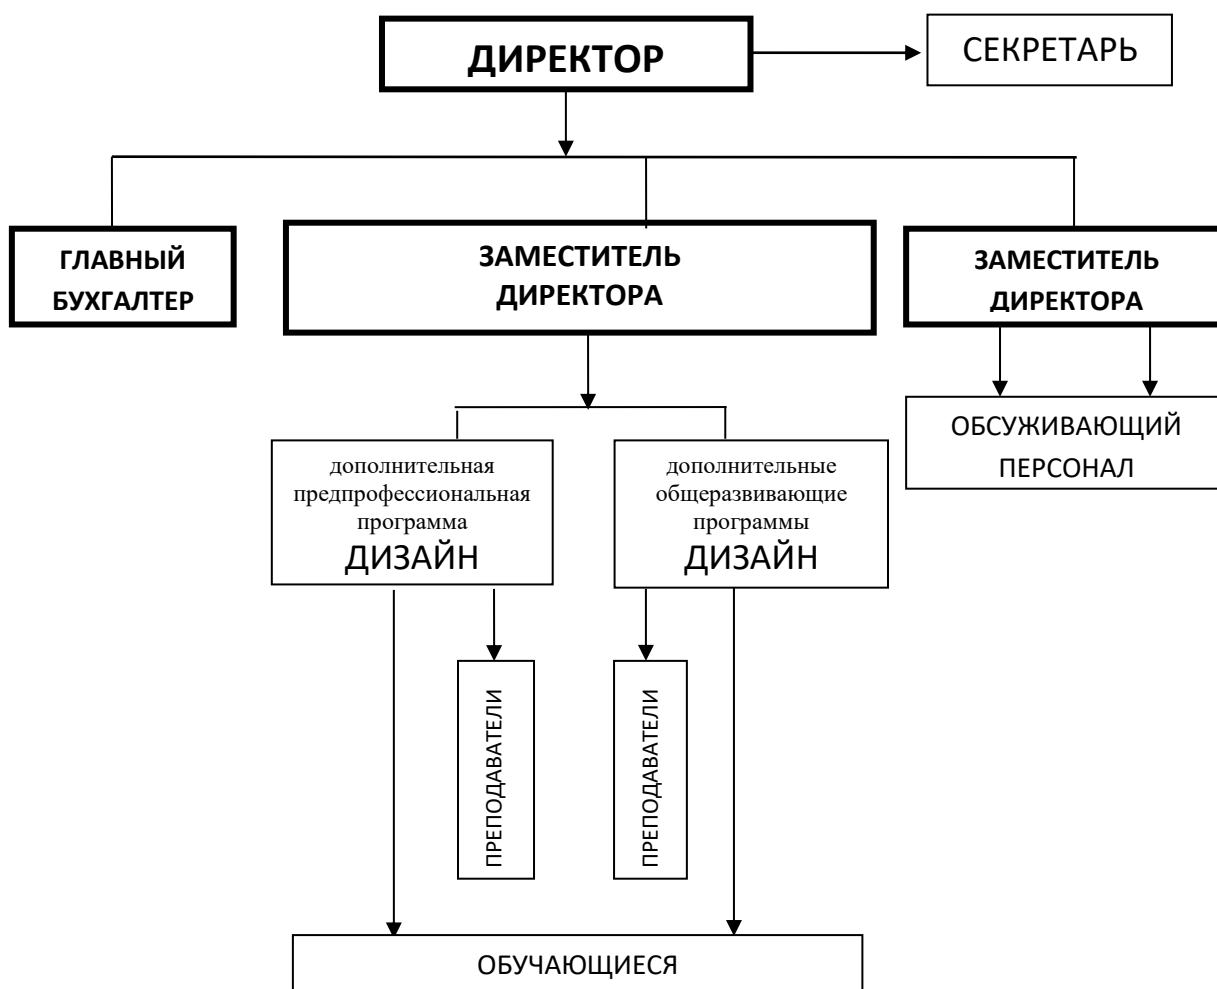 ДИРЕКТОР
СЕКРЕТАРЬ
ГЛАВНЫЙ
БУХГАЛТЕР
ЗАМЕСТИТЕЛЬ
ДИРЕКТОРА
ЗАМЕСТИТЕЛЬ
ДИРЕКТОРА
ОБСУЖИВАЮЩИЙ
ПЕРСОНАЛ
дополнительная
предпрофессиональная
программа
ДИЗАЙН
дополнительные
общеразвивающие
программы
ДИЗАЙН
ПРЕПОДАВАТЕЛИ
ПРЕПОДАВАТЕЛИ
ОБУЧАЮЩИЕСЯ